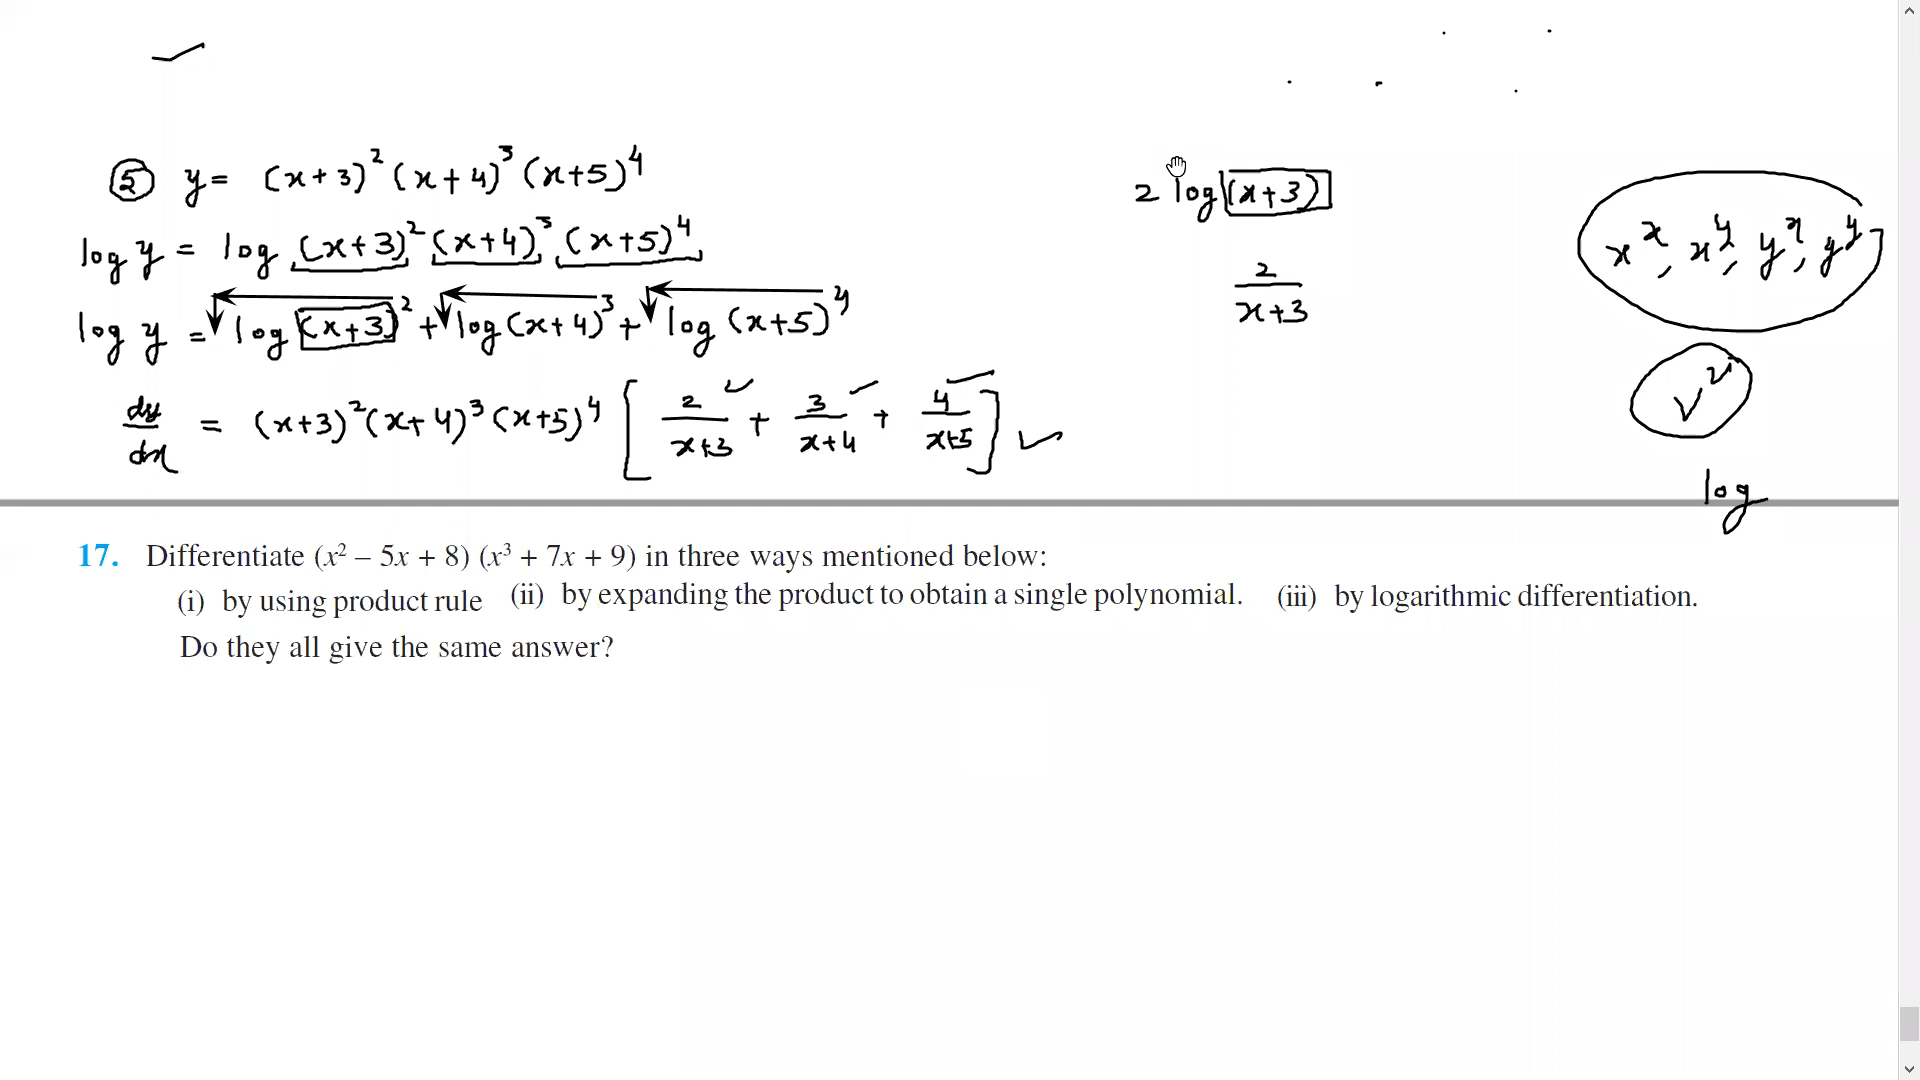 (5) y = (x+3)² (x+4)³ (x+5)⁴
log y = log (x+3)² (x+4)³ (x+5)⁴
log y = log (x+3)² + log (x+4)³ + log (x+5)⁴
dy/dx = (x+3)² (x+4)³ (x+5)⁴ [ 2/(x+3) + 3/(x+4) + 4/(x+5) ]
2 log (x+3)
2/(x+3)
xˣ, xʸ, yˣ, yʸ
log
17. Differentiate (x² – 5x + 8) (x³ + 7x + 9) in three ways mentioned below:
(i) by using product rule (ii) by expanding the product to obtain a single polynomial. (iii) by logarithmic differentiation.
Do they all give the same answer?